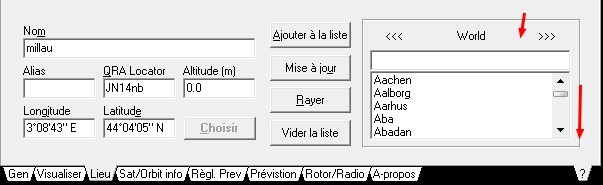 Nom
millau
Alias
QRA Locator
JN14nb
Altitude (m)
0.0
Longitude
3°08'43'' E
Latitude
44°04'05'' N
Choisir
Ajouter à la liste
Mise à jour
Rayer
Vider la liste
<<< World >>>
Aachen
Aalborg
Aarhus
Aba
Abadan
Gen Visualiser Lieu Sat/Orbit info Règl. Prev Prévistion Rotor/Radio A-propos ?